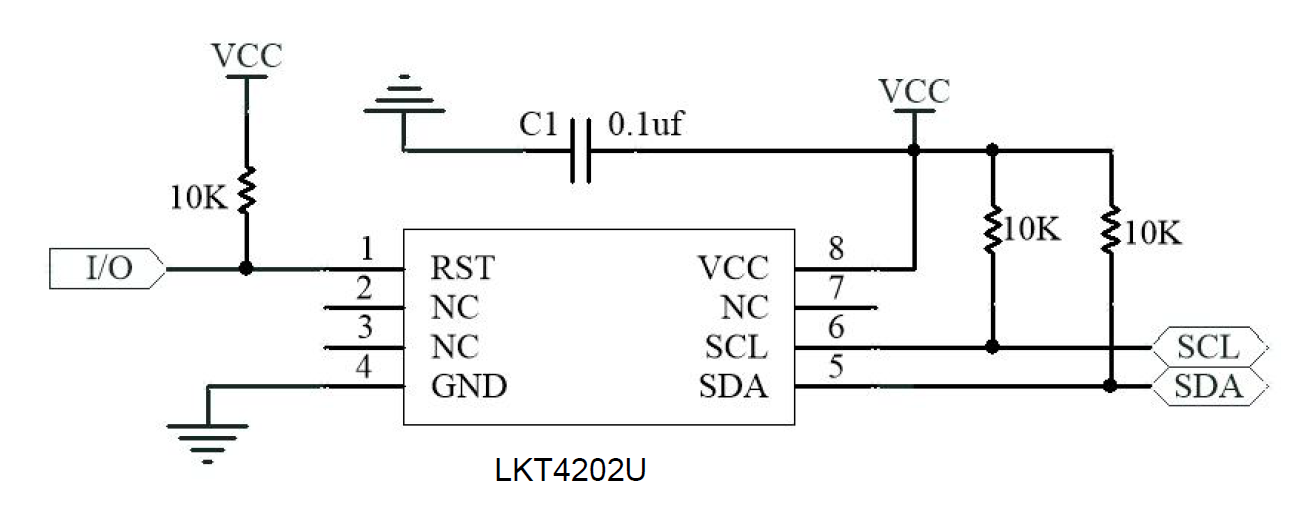 VCC
VCC
C1 0.1uf
10K
10K
10K
I/O
1
RST
VCC
8
2
NC
NC
7
3
NC
SCL
6
SCL
4
GND
SDA
5
SDA
LKT4202U